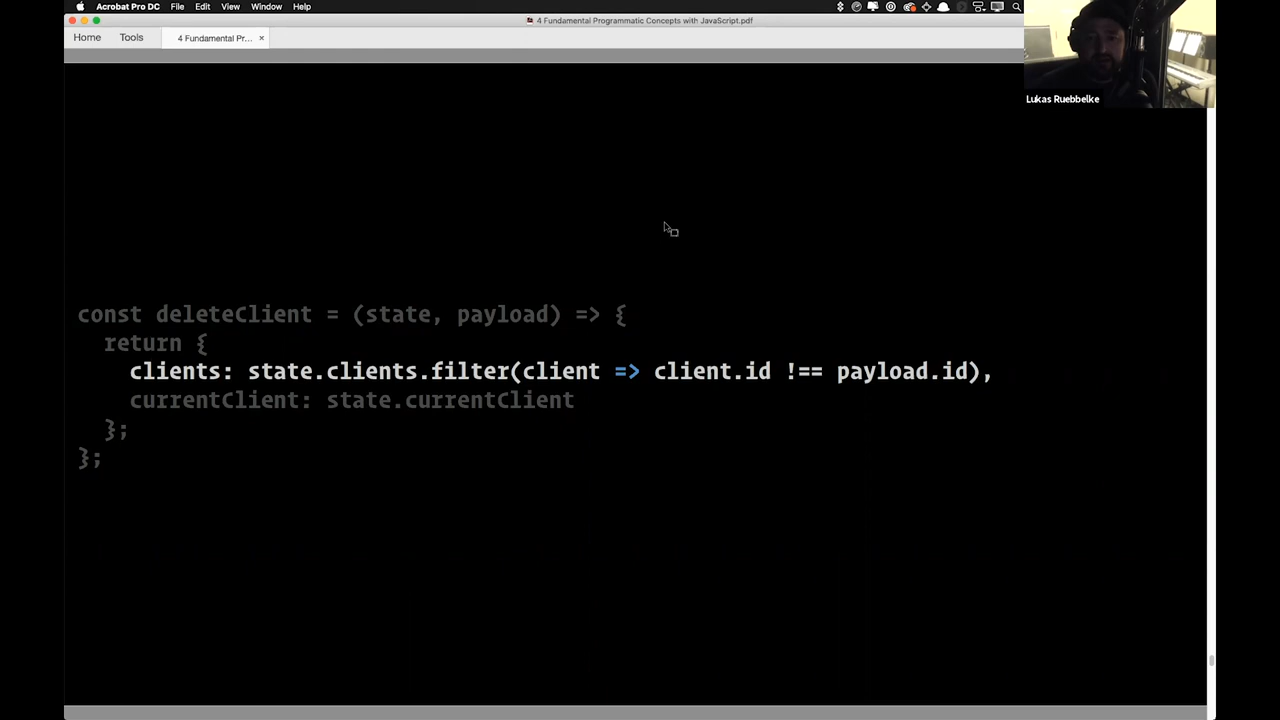 Acrobat Pro DC File Edit View Window Help
4 Fundamental Programmatic Concepts with JavaScript.pdf
Home Tools 4 Fundamental Pr... ×
Lukas Ruebbelke
const deleteClient = (state, payload) => {
return {
clients: state.clients.filter(client => client.id !== payload.id),
currentClient: state.currentClient
};
};